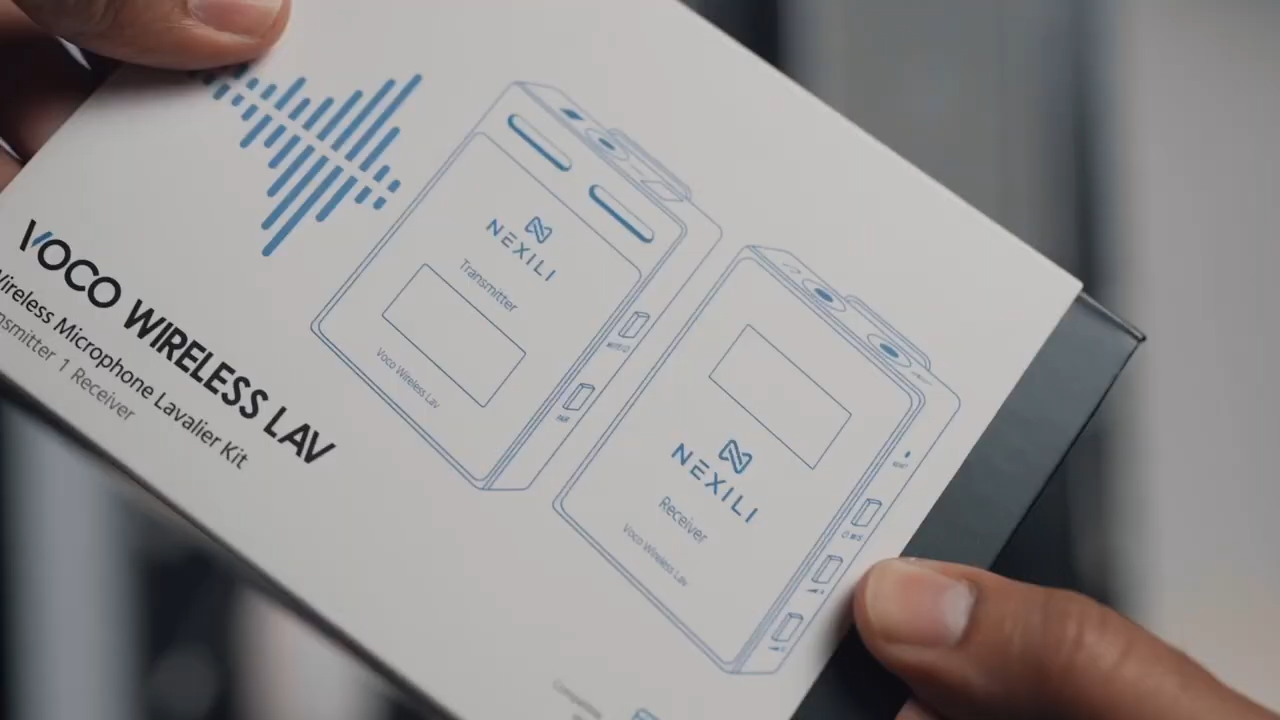 VOCO WIRELESS LAV
Wireless Microphone Lavalier Kit
1 Receiver
NEXILI
Transmitter
Voco Wireless Lav
NEXILI
Receiver
Voco Wireless Lav